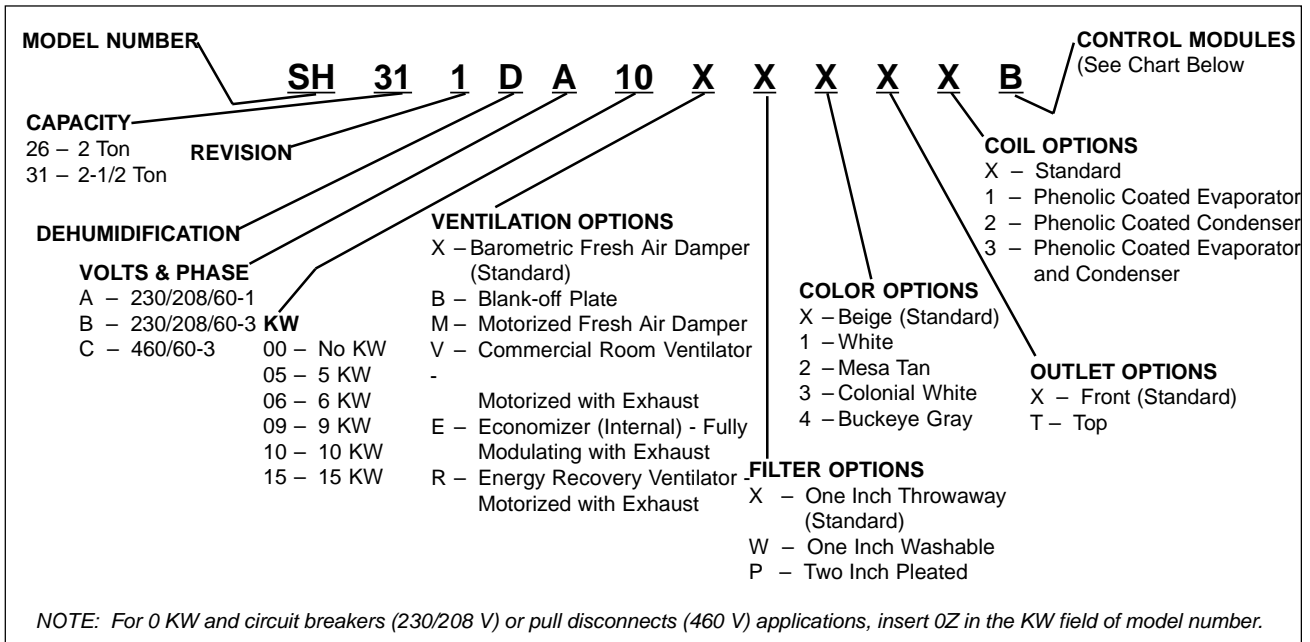 MODEL NUMBER
SH 31 1 D A 10 X X X X X B
CONTROL MODULES
(See Chart Below
CAPACITY
26 – 2 Ton
31 – 2-1/2 Ton
REVISION
DEHUMIDIFICATION
VOLTS & PHASE
A – 230/208/60-1
B – 230/208/60-3
C – 460/60-3
KW
00 – No KW
05 – 5 KW
06 – 6 KW
09 – 9 KW
10 – 10 KW
15 – 15 KW
VENTILATION OPTIONS
X – Barometric Fresh Air Damper
(Standard)
B – Blank-off Plate
M – Motorized Fresh Air Damper
V – Commercial Room Ventilator
-
Motorized with Exhaust
E – Economizer (Internal) - Fully
Modulating with Exhaust
R – Energy Recovery Ventilator -
Motorized with Exhaust
FILTER OPTIONS
X – One Inch Throwaway
(Standard)
W – One Inch Washable
P – Two Inch Pleated
COLOR OPTIONS
X – Beige (Standard)
1 – White
2 – Mesa Tan
3 – Colonial White
4 – Buckeye Gray
OUTLET OPTIONS
X – Front (Standard)
T – Top
COIL OPTIONS
X – Standard
1 – Phenolic Coated Evaporator
2 – Phenolic Coated Condenser
3 – Phenolic Coated Evaporator
and Condenser
NOTE: For 0 KW and circuit breakers (230/208 V) or pull disconnects (460 V) applications, insert 0Z in the KW field of model number.